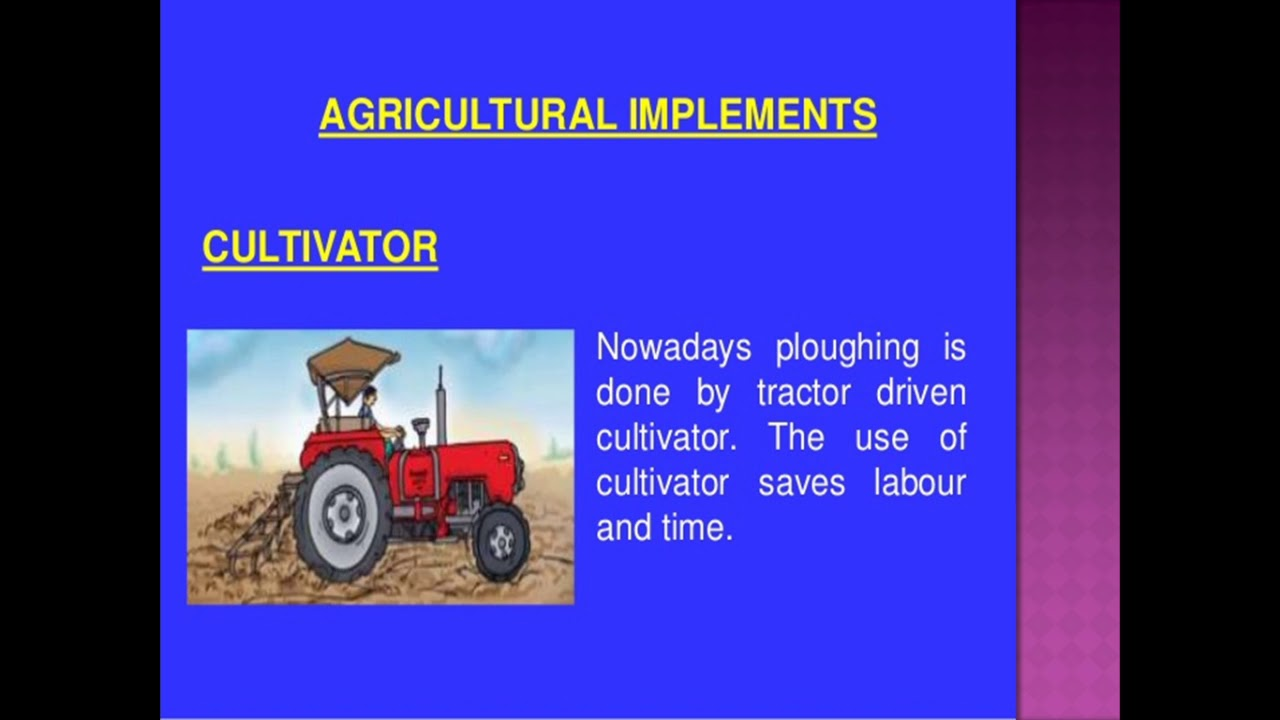 AGRICULTURAL IMPLEMENTS
CULTIVATOR
Nowadays ploughing is
done by tractor driven
cultivator. The use of
cultivator saves labour
and time.